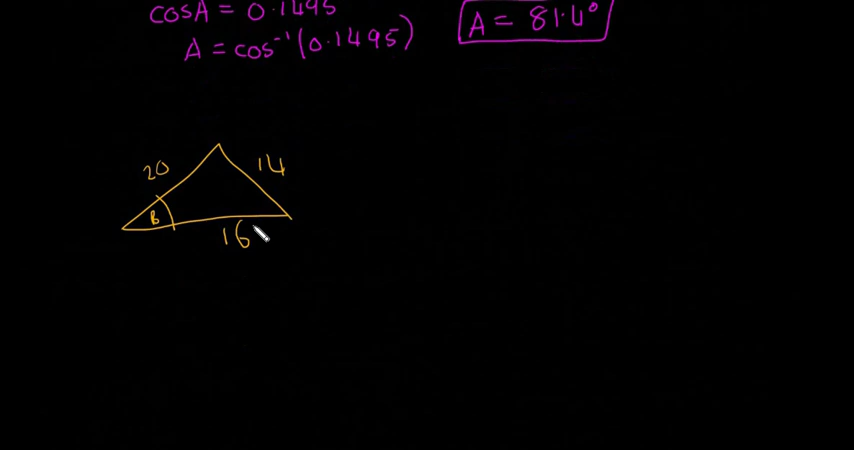 cosA = 0.1495
A = cos⁻¹(0.1495)
A = 81.4°
20
14
B
16